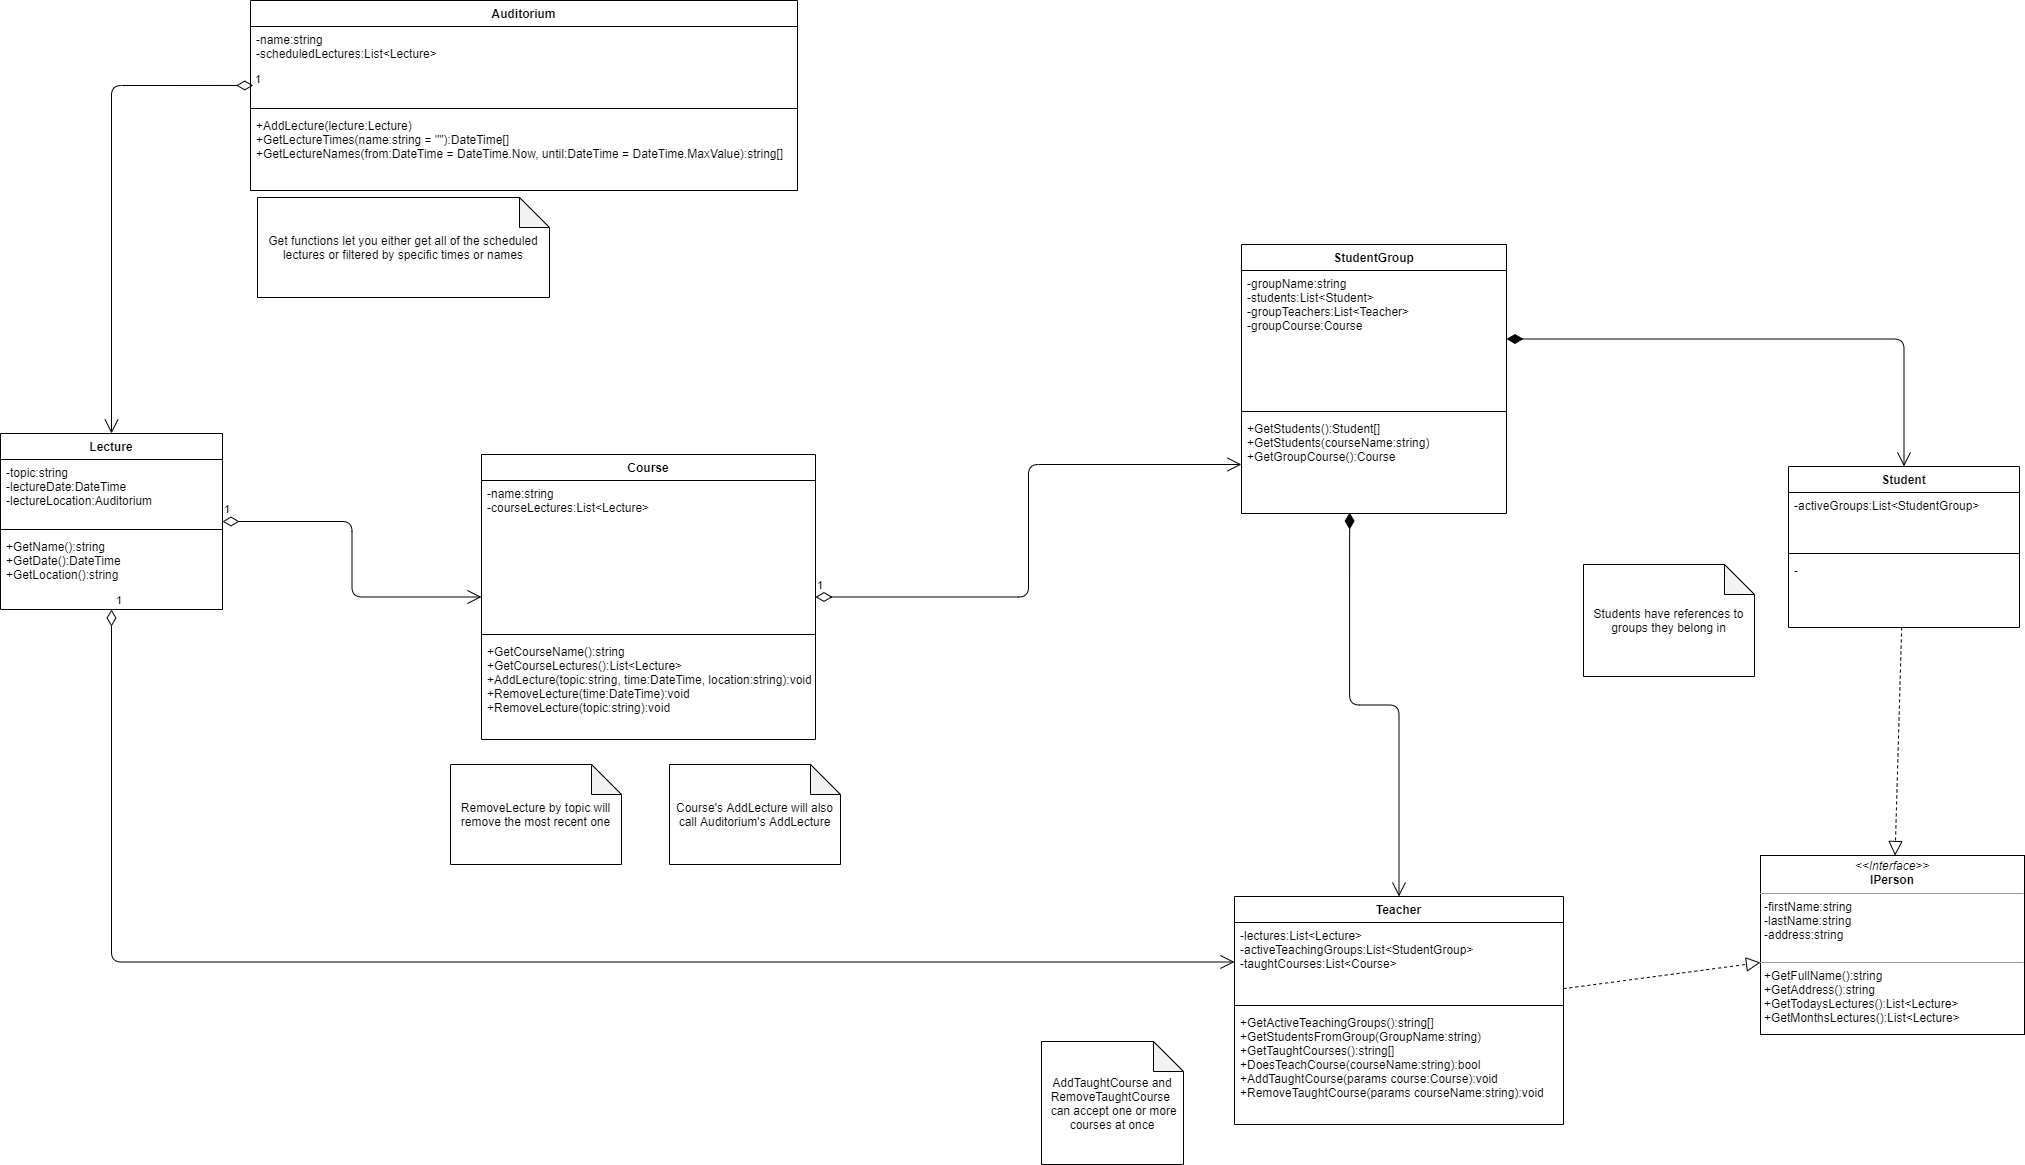 Auditorium
-name:string
-scheduledLectures:List<Lecture>
1
+AddLecture(lecture:Lecture)
+GetLectureTimes(name:string = ""):DateTime[]
+GetLectureNames(from:DateTime = DateTime.Now, until:DateTime = DateTime.MaxValue):string[]
Get functions let you either get all of the scheduled
lectures or filtered by specific times or names
StudentGroup
-groupName:string
-students:List<Student>
-groupTeachers:List<Teacher>
-groupCourse:Course
+GetStudents():Student[]
+GetStudents(courseName:string)
+GetGroupCourse():Course
Lecture
-topic:string
-lectureDate:DateTime
-lectureLocation:Auditorium
1
+GetName():string
+GetDate():DateTime
+GetLocation():string
1
Course
-name:string
-courseLectures:List<Lecture>
1
+GetCourseName():string
+GetCourseLectures():List<Lecture>
+AddLecture(topic:string, time:DateTime, location:string):void
+RemoveLecture(time:DateTime):void
+RemoveLecture(topic:string):void
Student
-activeGroups:List<StudentGroup>
-
Students have references to
groups they belong in
RemoveLecture by topic will
remove the most recent one
Course's AddLecture will also
call Auditorium's AddLecture
<<Interface>>
IPerson
-firstName:string
-lastName:string
-address:string
+GetFullName():string
+GetAddress():string
+GetTodaysLectures():List<Lecture>
+GetMonthsLectures():List<Lecture>
Teacher
-lectures:List<Lecture>
-activeTeachingGroups:List<StudentGroup>
-taughtCourses:List<Course>
+GetActiveTeachingGroups():string[]
+GetStudentsFromGroup(GroupName:string)
+GetTaughtCourses():string[]
+DoesTeachCourse(courseName:string):bool
+AddTaughtCourse(params course:Course):void
+RemoveTaughtCourse(params courseName:string):void
AddTaughtCourse and
RemoveTaughtCourse
can accept one or more
courses at once